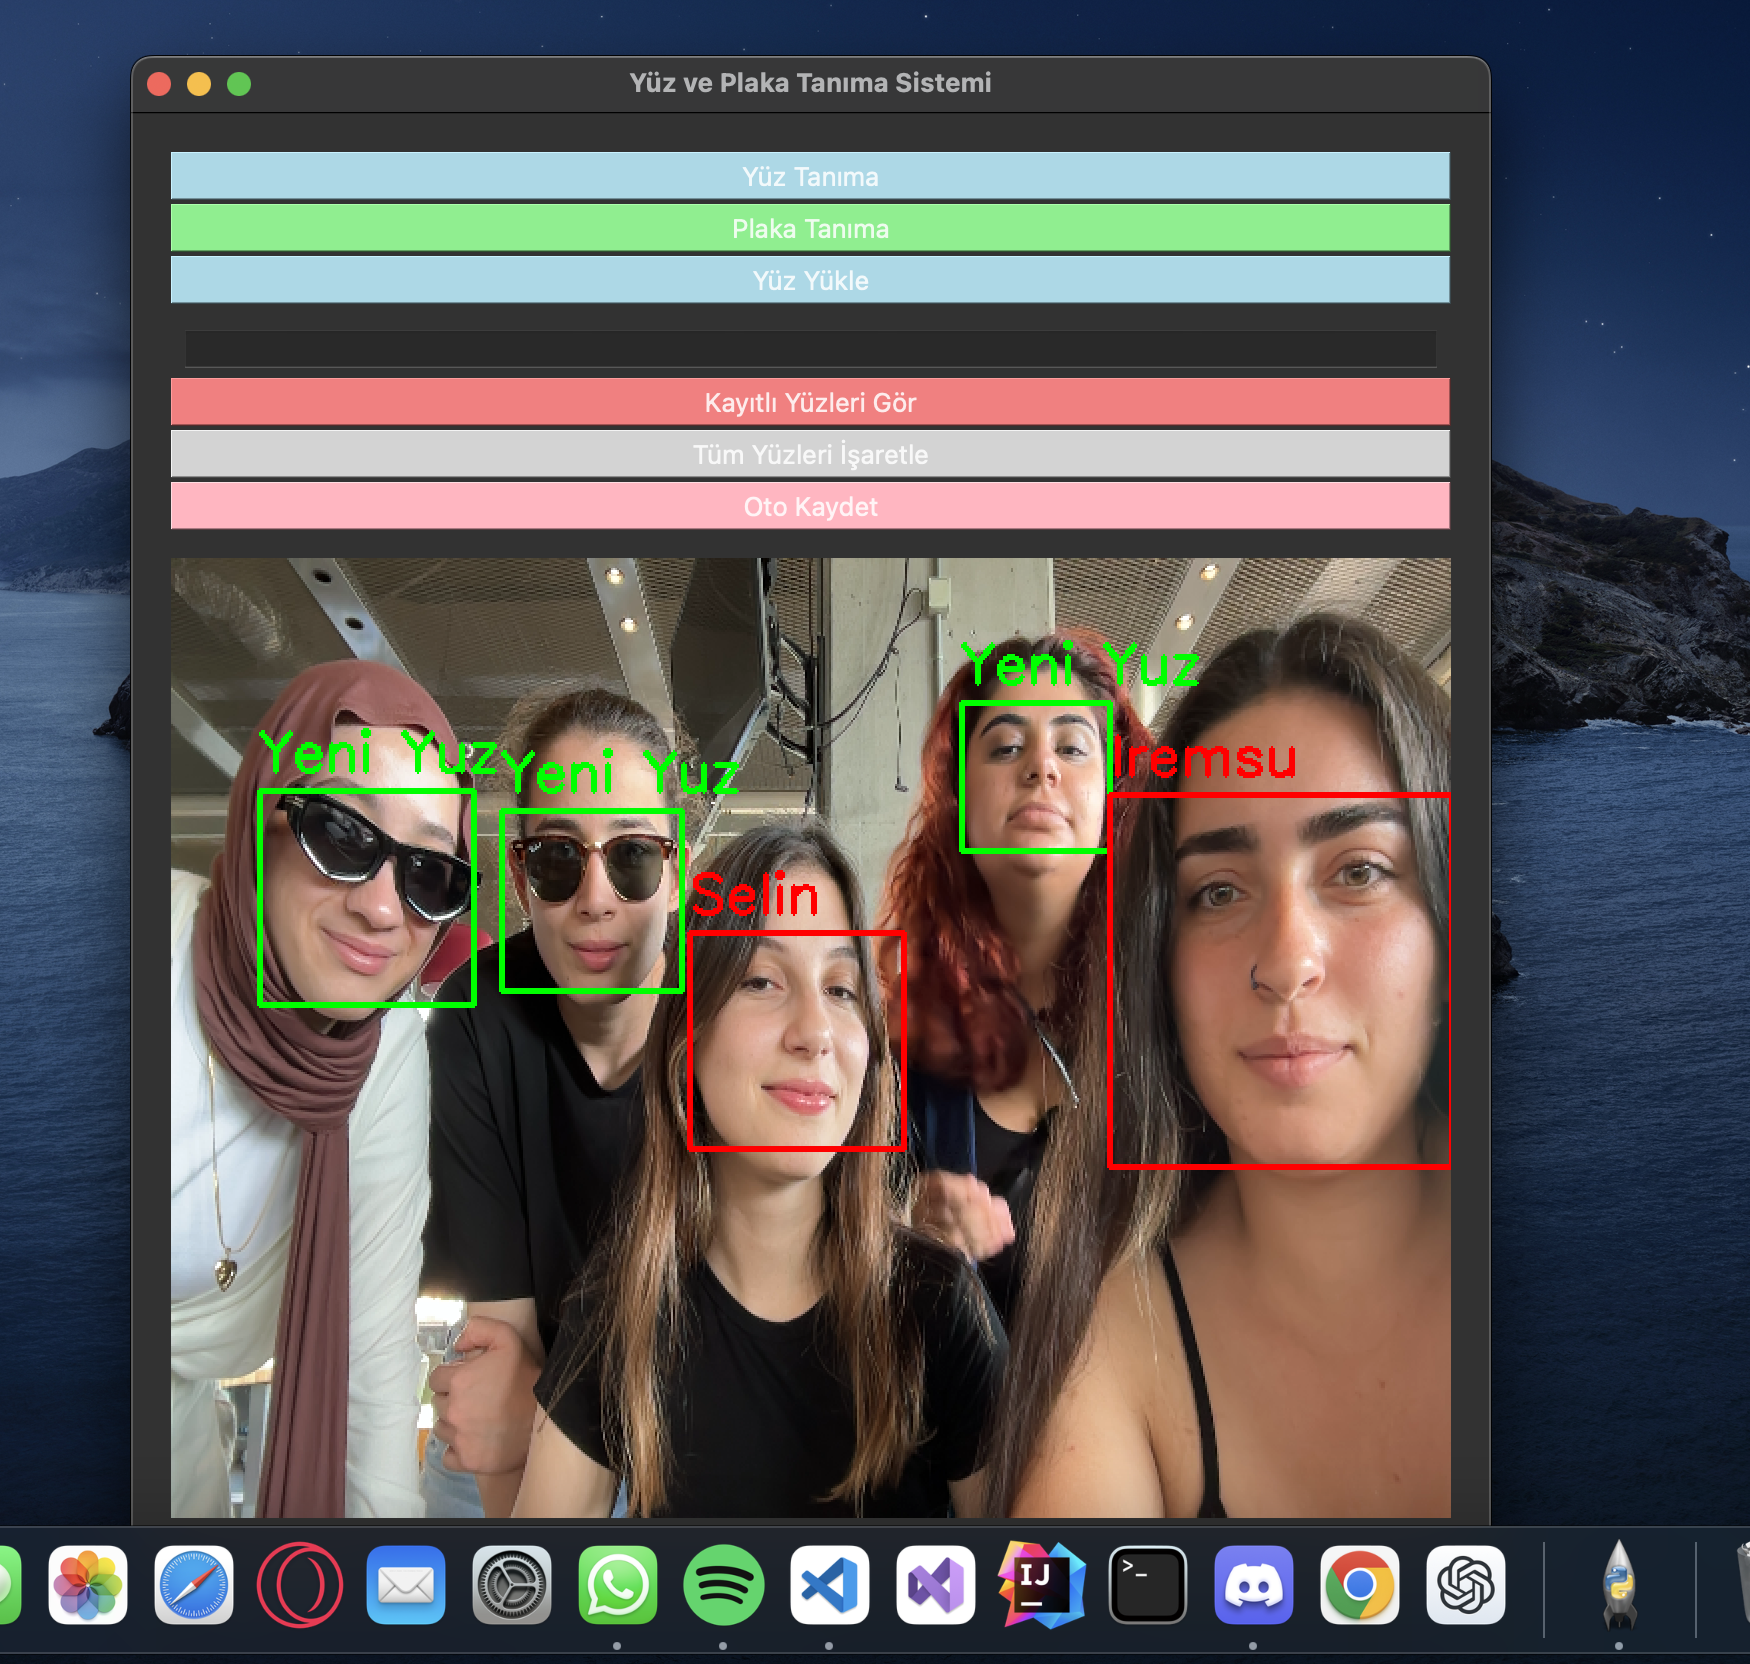 Yüz ve Plaka Tanıma Sistemi
Yüz Tanıma
Plaka Tanıma
Yüz Yükle
Kayıtlı Yüzleri Gör
Tüm Yüzleri İşaretle
Oto Kaydet
Yeni Yuz
Yeni Yuz
Yeni Yuz
Iremsu
Selin
IJ
>_